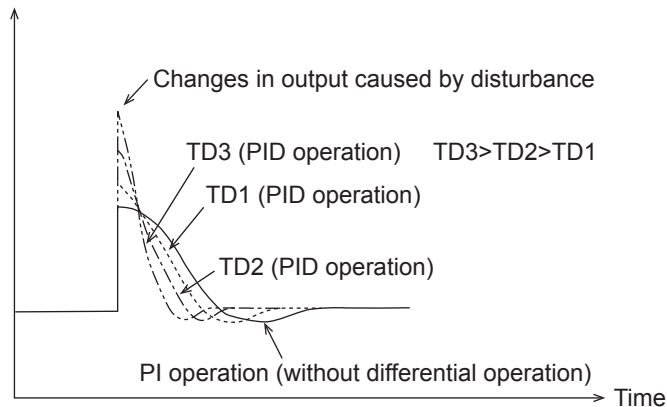 Changes in output caused by disturbance
TD3 (PID operation) TD3>TD2>TD1
TD1 (PID operation)
TD2 (PID operation)
PI operation (without differential operation)
Time